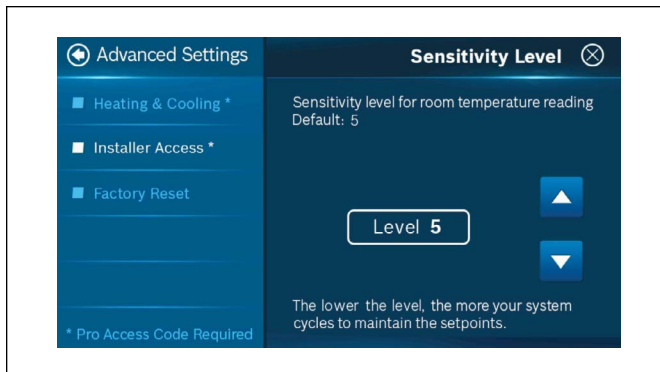 Advanced Settings
Heating & Cooling *
Installer Access *
Factory Reset
* Pro Access Code Required
Sensitivity Level
Sensitivity level for room temperature reading
Default: 5
Level 5
The lower the level, the more your system
cycles to maintain the setpoints.